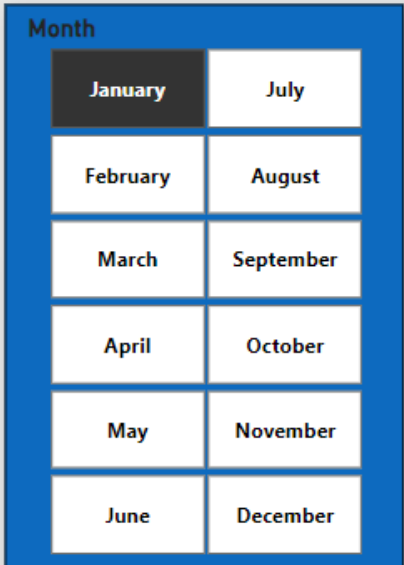 Month
January July
February August
March September
April October
May November
June December